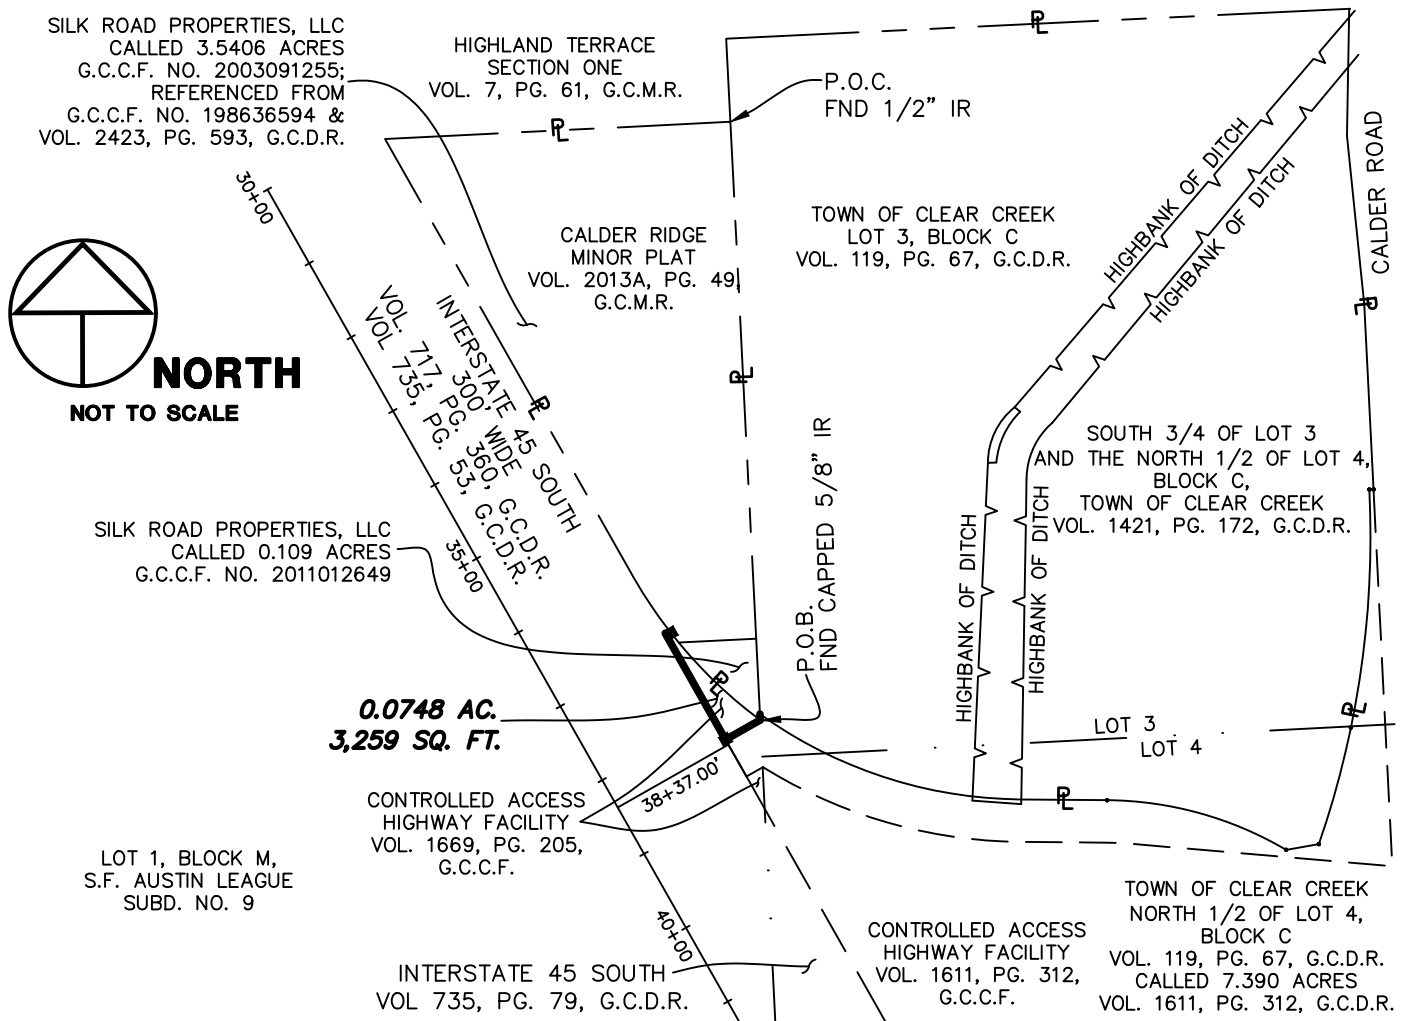 SILK ROAD PROPERTIES, LLC
CALLED 3.5406 ACRES
G.C.C.F. NO. 2003091255;
REFERENCED FROM
G.C.C.F. NO. 198636594 &
VOL. 2423, PG. 593, G.C.D.R.
HIGHLAND TERRACE
SECTION ONE
VOL. 7, PG. 61, G.C.M.R.
PL
P.O.C.
FND 1/2" IR
PL
30+00
CALDER RIDGE
MINOR PLAT
VOL. 2013A, PG. 49,
G.C.M.R.
TOWN OF CLEAR CREEK
LOT 3, BLOCK C
VOL. 119, PG. 67, G.C.D.R.
HIGHBANK OF DITCH
HIGHBANK OF DITCH
CALDER ROAD
PL
NORTH
NOT TO SCALE
INTERSTATE 45 SOUTH
300' WIDE
VOL. 717, PG. 360, G.C.D.R.
VOL 735, PG. 53, G.C.D.R.
PL
PL
SOUTH 3/4 OF LOT 3
AND THE NORTH 1/2 OF LOT 4,
BLOCK C,
TOWN OF CLEAR CREEK
VOL. 1421, PG. 172, G.C.D.R.
SILK ROAD PROPERTIES, LLC
CALLED 0.109 ACRES
G.C.C.F. NO. 2011012649
35+00
P.O.B.
FND CAPPED 5/8" IR
HIGHBANK OF DITCH
HIGHBANK OF DITCH
PL
0.0748 AC.
3,259 SQ. FT.
PL
LOT 3
LOT 4
38+37.00'
PL
CONTROLLED ACCESS
HIGHWAY FACILITY
VOL. 1669, PG. 205,
G.C.C.F.
LOT 1, BLOCK M,
S.F. AUSTIN LEAGUE
SUBD. NO. 9
40+00
INTERSTATE 45 SOUTH
VOL 735, PG. 79, G.C.D.R.
CONTROLLED ACCESS
HIGHWAY FACILITY
VOL. 1611, PG. 312,
G.C.C.F.
TOWN OF CLEAR CREEK
NORTH 1/2 OF LOT 4,
BLOCK C
VOL. 119, PG. 67, G.C.D.R.
CALLED 7.390 ACRES
VOL. 1611, PG. 312, G.C.D.R.